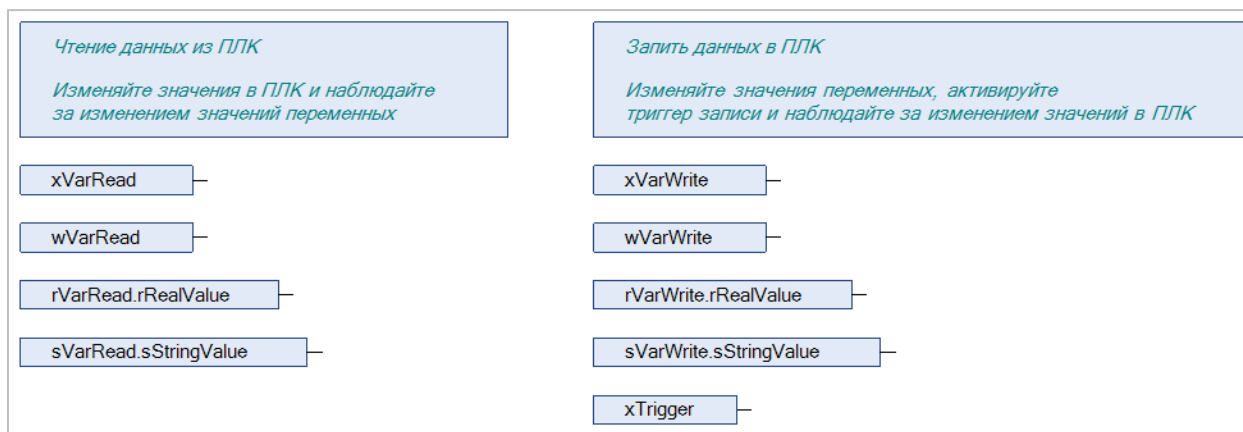 Чтение данных из ПЛК
Изменяйте значения в ПЛК и наблюдайте
за изменением значений переменных
xVarRead
wVarRead
rVarRead.rRealValue
sVarRead.sStringValue
Запить данных в ПЛК
Изменяйте значения переменных, активируйте
триггер записи и наблюдайте за изменением значений в ПЛК
xVarWrite
wVarWrite
rVarWrite.rRealValue
sVarWrite.sStringValue
xTrigger